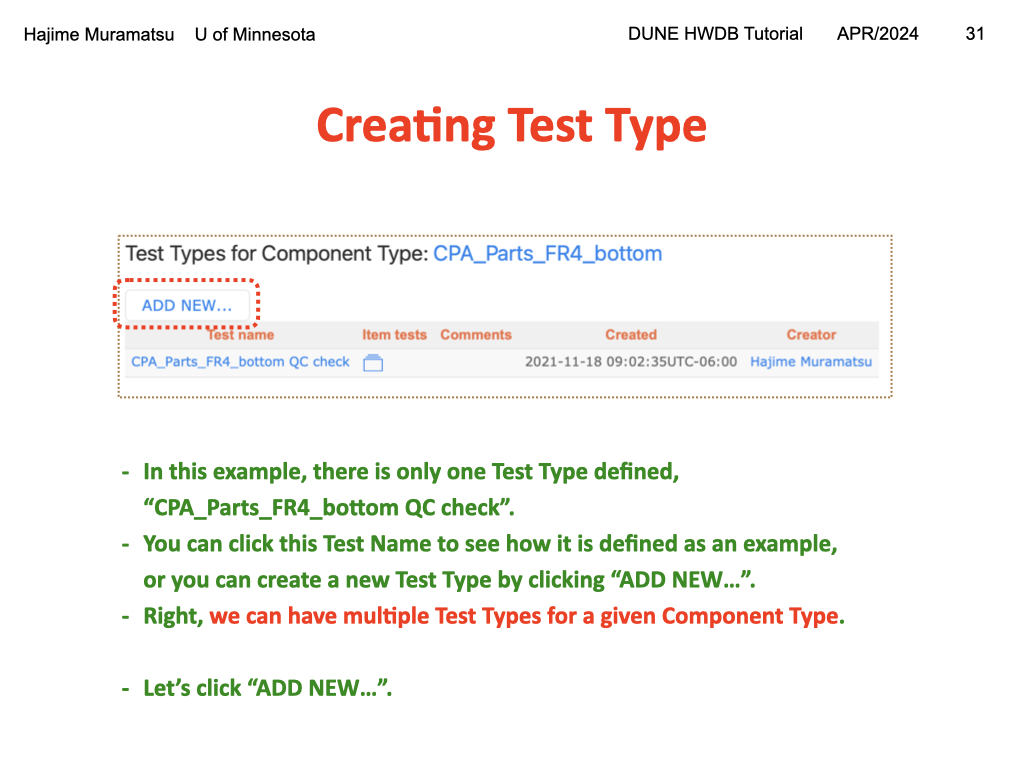 Hajime Muramatsu U of Minnesota DUNE HWDB Tutorial APR/2024 31
Creating Test Type
Test Types for Component Type: CPA_Parts_FR4_bottom
ADD NEW...
Test name Item tests Comments Created Creator
CPA_Parts_FR4_bottom QC check 2021-11-18 09:02:35UTC-06:00 Hajime Muramatsu
- In this example, there is only one Test Type defined,
“CPA_Parts_FR4_bottom QC check”.
- You can click this Test Name to see how it is defined as an example,
or you can create a new Test Type by clicking “ADD NEW…”.
- Right, we can have multiple Test Types for a given Component Type.
- Let’s click “ADD NEW…”.